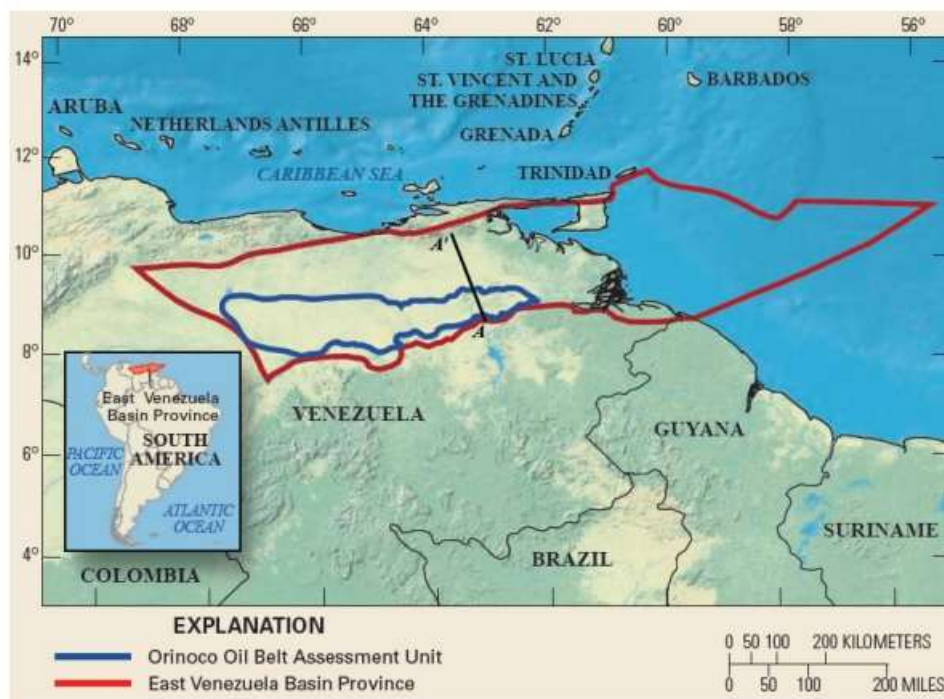 70° 68° 66° 64° 62° 60° 58° 56°
14°
ST. LUCIA
ST. VINCENT AND
THE GRENADINES
BARBADOS
ARUBA
NETHERLANDS ANTILLES
GRENADA
12°
CARIBBEAN SEA
TRINIDAD
A'
10°
A
8°
East Venezuela
Basin Province
SOUTH
AMERICA
PACIFIC
OCEAN
ATLANTIC
OCEAN
VENEZUELA
GUYANA
6°
SURINAME
4°
BRAZIL
COLOMBIA
EXPLANATION
Orinoco Oil Belt Assessment Unit
East Venezuela Basin Province
0 50 100 200 KILOMETERS
0 50 100 200 MILES